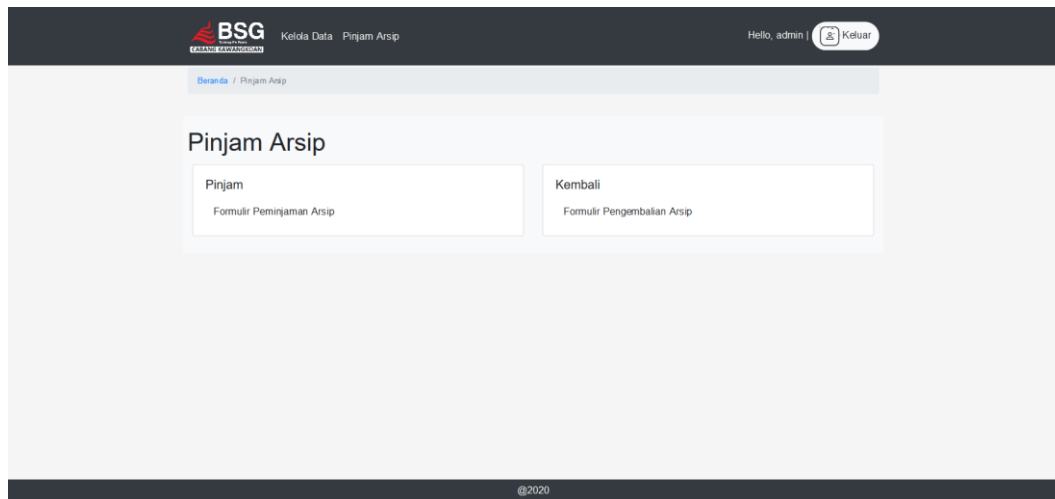 BSG
CABANG KAWANGKOAN
Kelola Data Pinjam Arsip
Hello, admin | Keluar
Beranda / Pinjam Arsip
Pinjam Arsip
Pinjam
Formulir Peminjaman Arsip
Kembali
Formulir Pengembalian Arsip
@2020